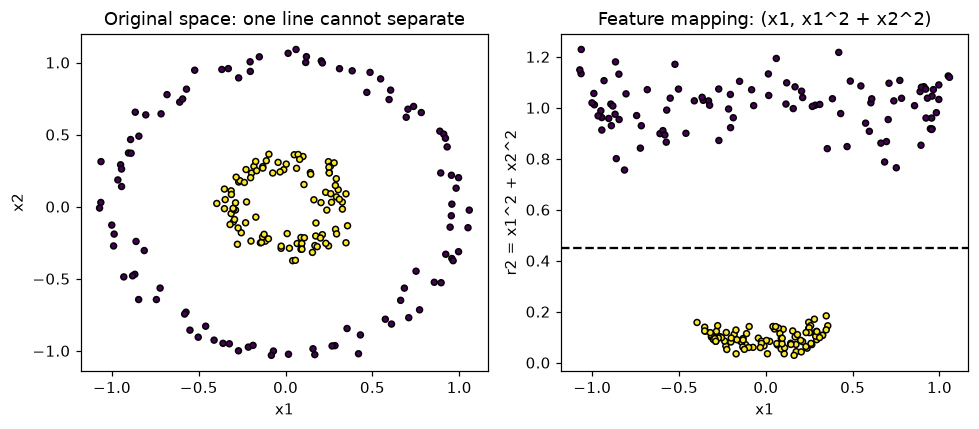 Original space: one line cannot separate
x2
1.0
0.5
0.0
−0.5
−1.0
−1.0 −0.5 0.0 0.5 1.0
x1
Feature mapping: (x1, x1^2 + x2^2)
r2 = x1^2 + x2^2
1.2
1.0
0.8
0.6
0.4
0.2
0.0
−1.0 −0.5 0.0 0.5 1.0
x1